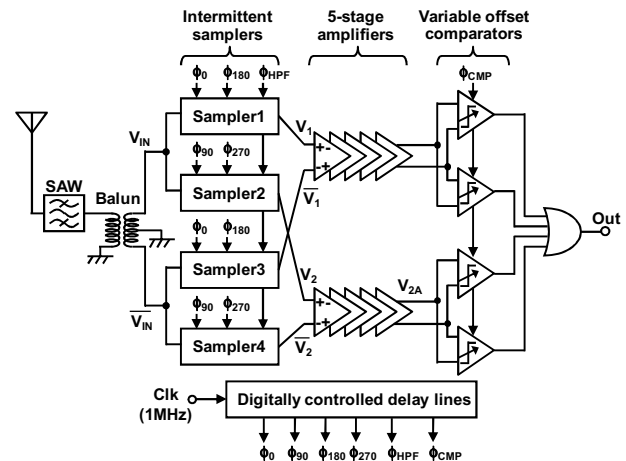 Intermittent samplers
5-stage amplifiers
Variable offset comparators
ϕ0 ϕ180 ϕHPF
ϕCMP
Sampler1
V1
VIN
ϕ90 ϕ270
SAW
Balun
Sampler2
V̅1
ϕ0 ϕ180
Out
Sampler3
V2
V2A
V̅I̅N̅
ϕ90 ϕ270
Sampler4
V̅2
+-
-+
+-
-+
Clk
(1MHz)
Digitally controlled delay lines
ϕ0 ϕ90 ϕ180 ϕ270 ϕHPF ϕCMP